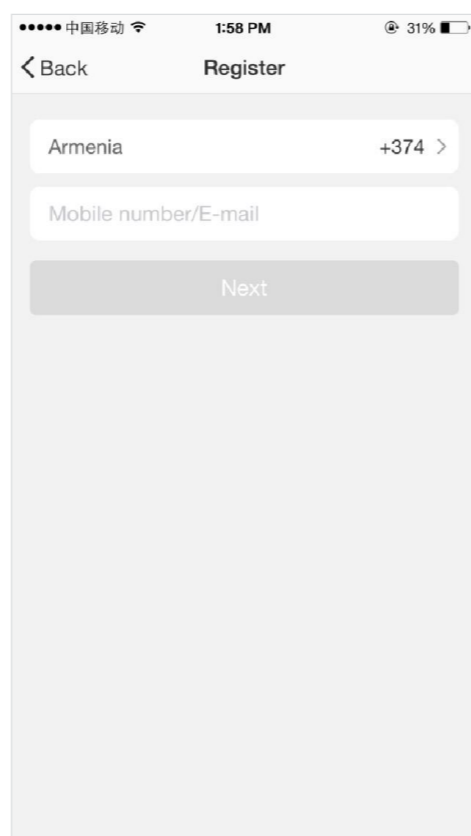 中国移动 1:58 PM 31%
Back Register
Armenia +374
Mobile number/E-mail
Next